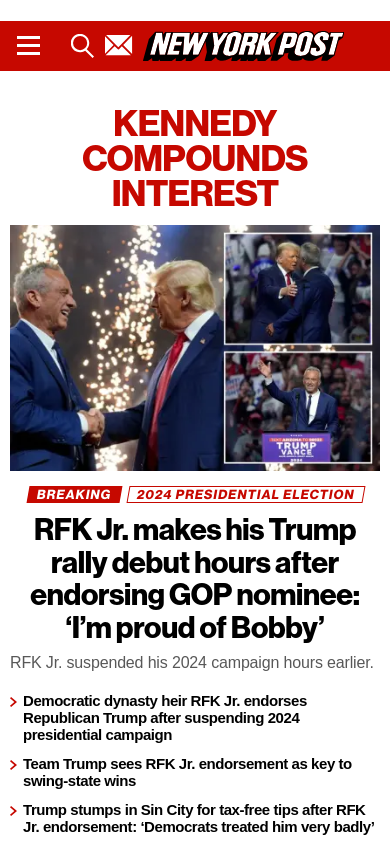 NEW YORK POST
KENNEDY
COMPOUNDS
INTEREST
TRUMP
VANCE
BREAKING
2024 PRESIDENTIAL ELECTION
RFK Jr. makes his Trump
rally debut hours after
endorsing GOP nominee:
‘I’m proud of Bobby’
RFK Jr. suspended his 2024 campaign hours earlier.
Democratic dynasty heir RFK Jr. endorses
Republican Trump after suspending 2024
presidential campaign
Team Trump sees RFK Jr. endorsement as key to
swing-state wins
Trump stumps in Sin City for tax-free tips after RFK
Jr. endorsement: ‘Democrats treated him very badly’